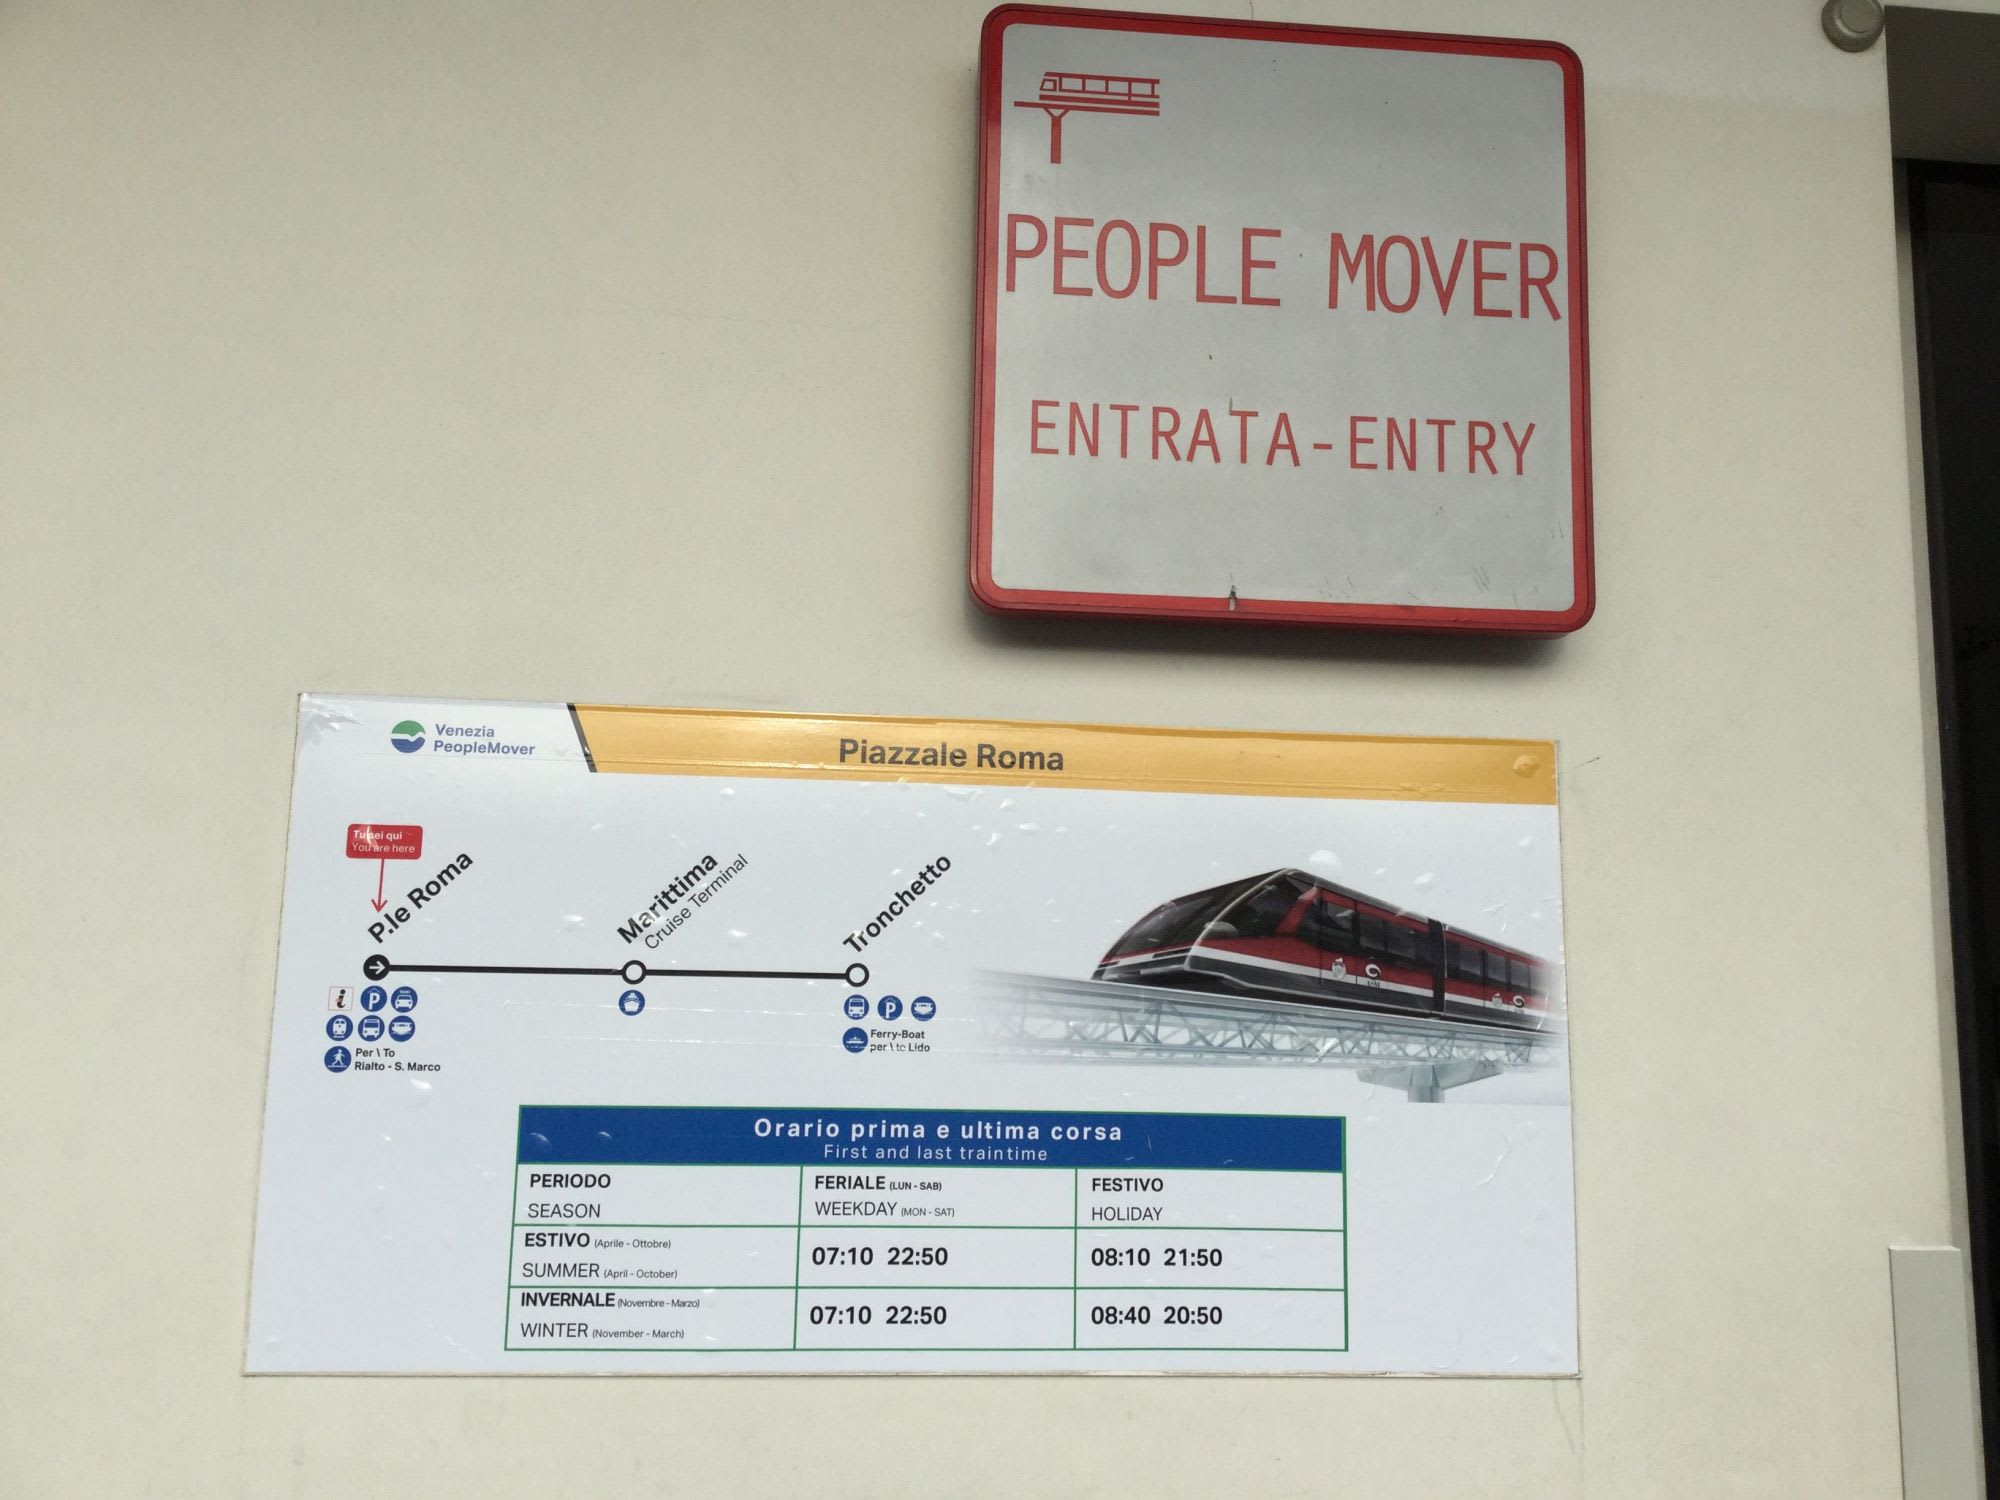 PEOPLE MOVER
ENTRATA-ENTRY
Venezia
PeopleMover
Piazzale Roma
Tu sei qui
You are here
P.le Roma
Marittima
Cruise Terminal
Tronchetto
i P TAXI
P
Per \ To
Rialto - S. Marco
Ferry-Boat
per \ to Lido
Orario prima e ultima corsa
First and last traintime
PERIODO FERIALE (LUN - SAB) FESTIVO
SEASON WEEKDAY (MON - SAT) HOLIDAY
ESTIVO (Aprile - Ottobre)
07:10 22:50 08:10 21:50
SUMMER (April - October)
INVERNALE (Novembre - Marzo)
07:10 22:50 08:40 20:50
WINTER (November - March)